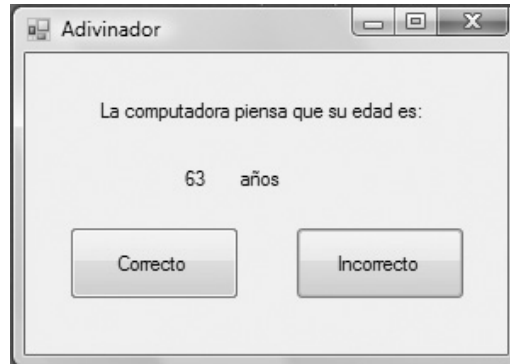 Adivinador
La computadora piensa que su edad es:
63 años
Correcto Incorrecto